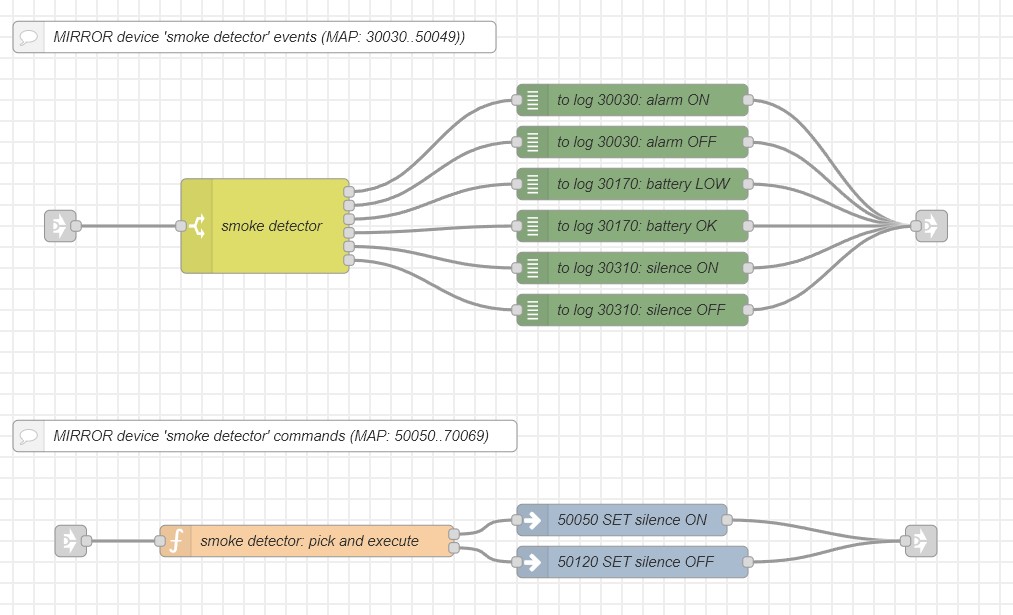 MIRROR device 'smoke detector' events (MAP: 30030..50049))
to log 30030: alarm ON
to log 30030: alarm OFF
to log 30170: battery LOW
smoke detector
to log 30170: battery OK
to log 30310: silence ON
to log 30310: silence OFF
MIRROR device 'smoke detector' commands (MAP: 50050..70069)
50050 SET silence ON
smoke detector: pick and execute
50120 SET silence OFF